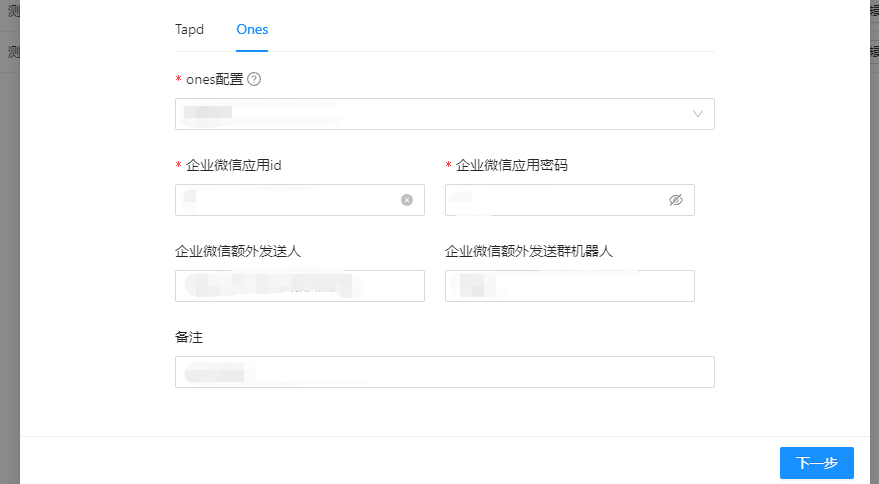 测
Tapd Ones
测
* ones配置
* 企业微信应用id * 企业微信应用密码
企业微信额外发送人 企业微信额外发送群机器人
备注
下一步